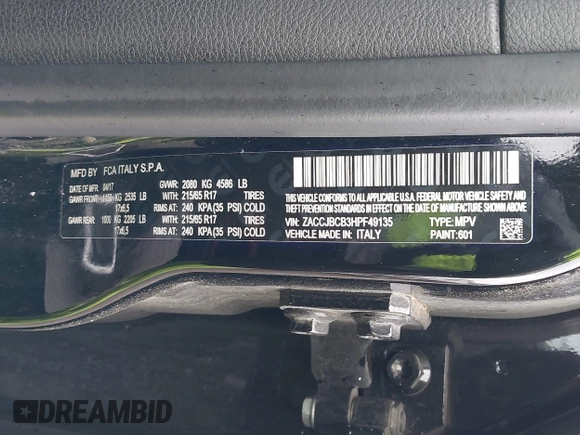 MFD BY FCA ITALY S.P.A.
DATE OF MFR 04/17 GVWR: 2080 KG 4586 LB
GAWR FRONT: 1150 KG 2535 LB WITH: 215/65 R17 TIRES
17x6,5 RIMS AT: 240 KPA(35 PSI) COLD
GAWR REAR: 1000 KG 2205 LB WITH: 215/65 R17 TIRES
17x6,5 RIMS AT: 240 KPA(35 PSI) COLD
THIS VEHICLE CONFORMS TO ALL APPLICABLE U.S.A. FEDERAL MOTOR
VEHICLE SAFETY, BUMPER, AND THEFT PREVENTION STANDARDS
IN EFFECT ON THE DATE OF MANUFACTURE SHOWN ABOVE
VIN: ZACCJBCB3HPF49135 TYPE: MPV
VEHICLE MADE IN: ITALY PAINT: 601
DREAMBID